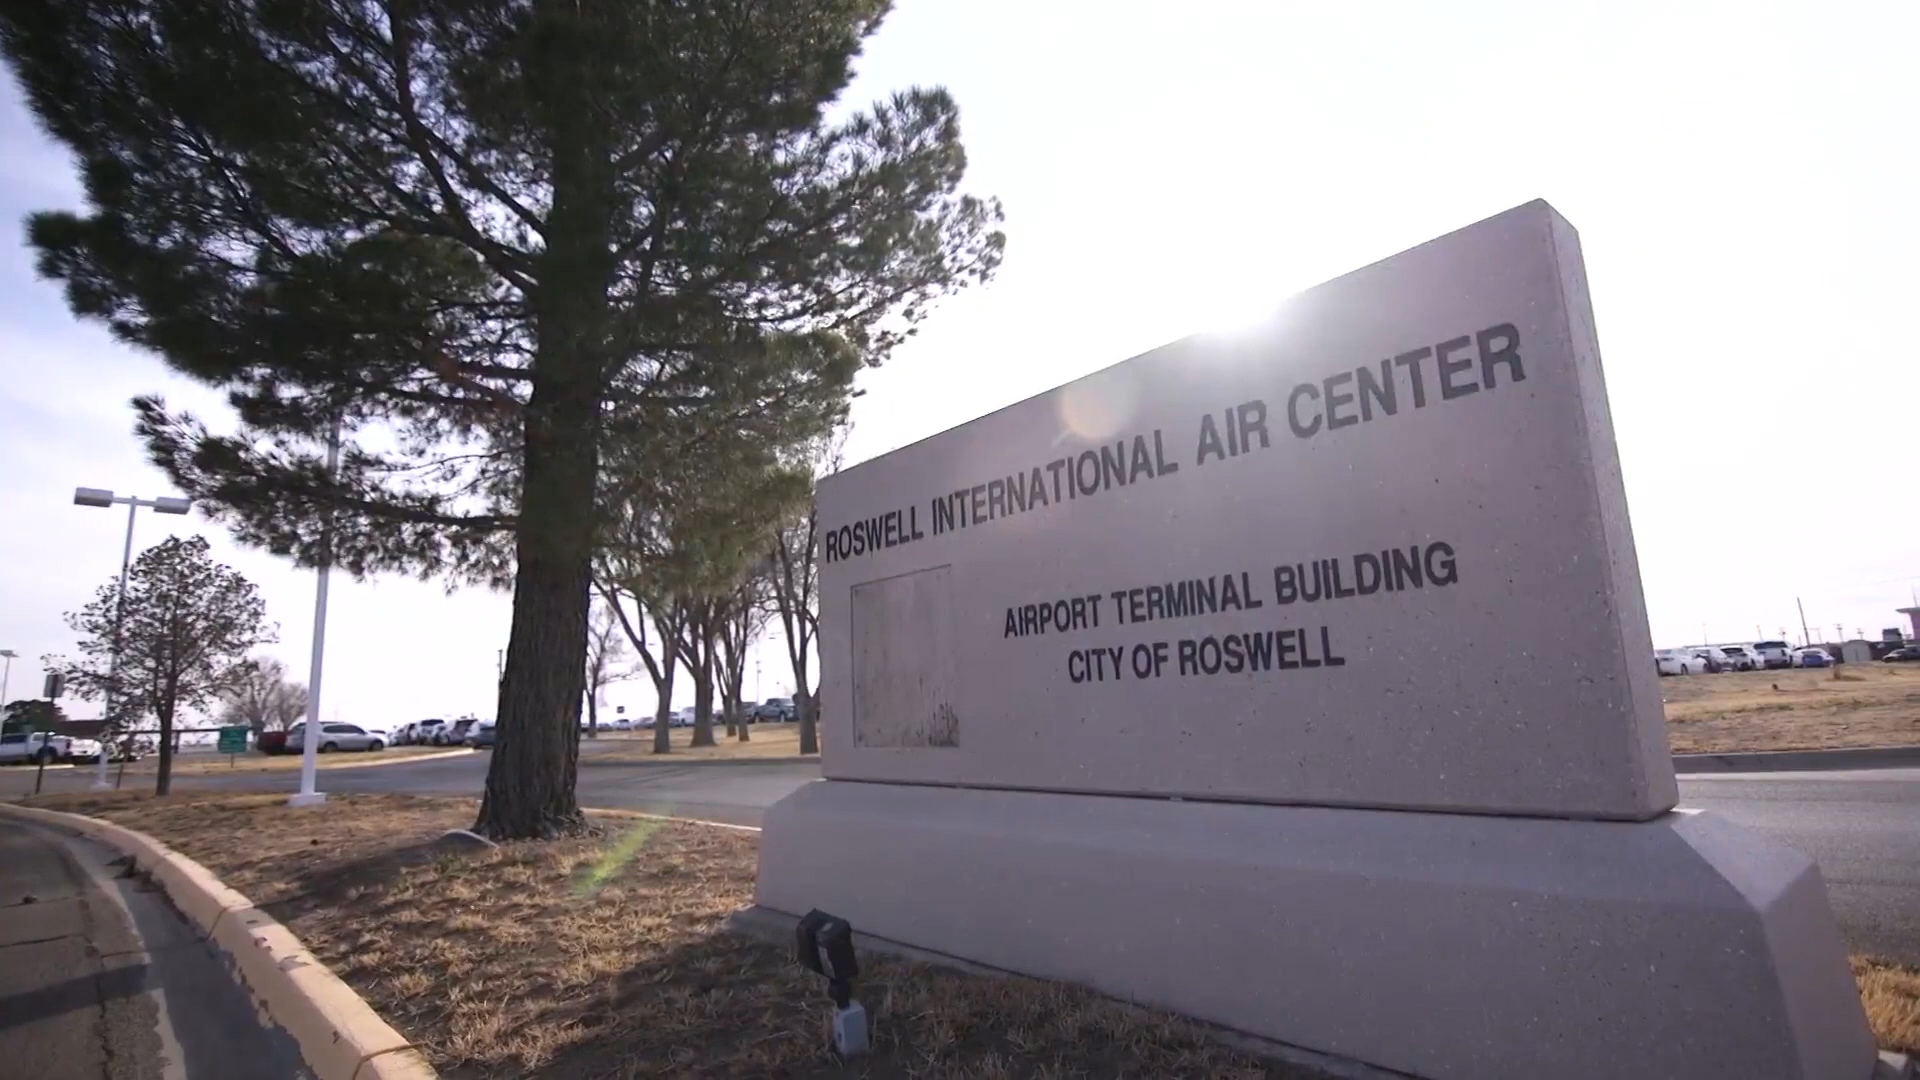 ROSWELL INTERNATIONAL AIR CENTER
AIRPORT TERMINAL BUILDING
CITY OF ROSWELL